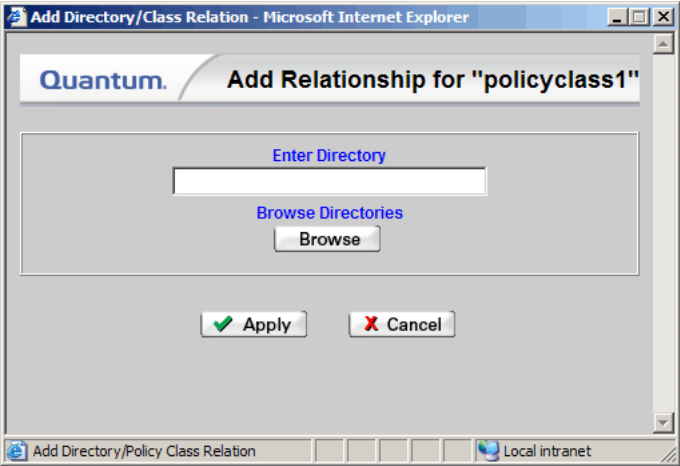 Add Directory/Class Relation - Microsoft Internet Explorer
Quantum. Add Relationship for "policyclass1"
Enter Directory
Browse Directories
Browse
Apply Cancel
Add Directory/Policy Class Relation Local intranet